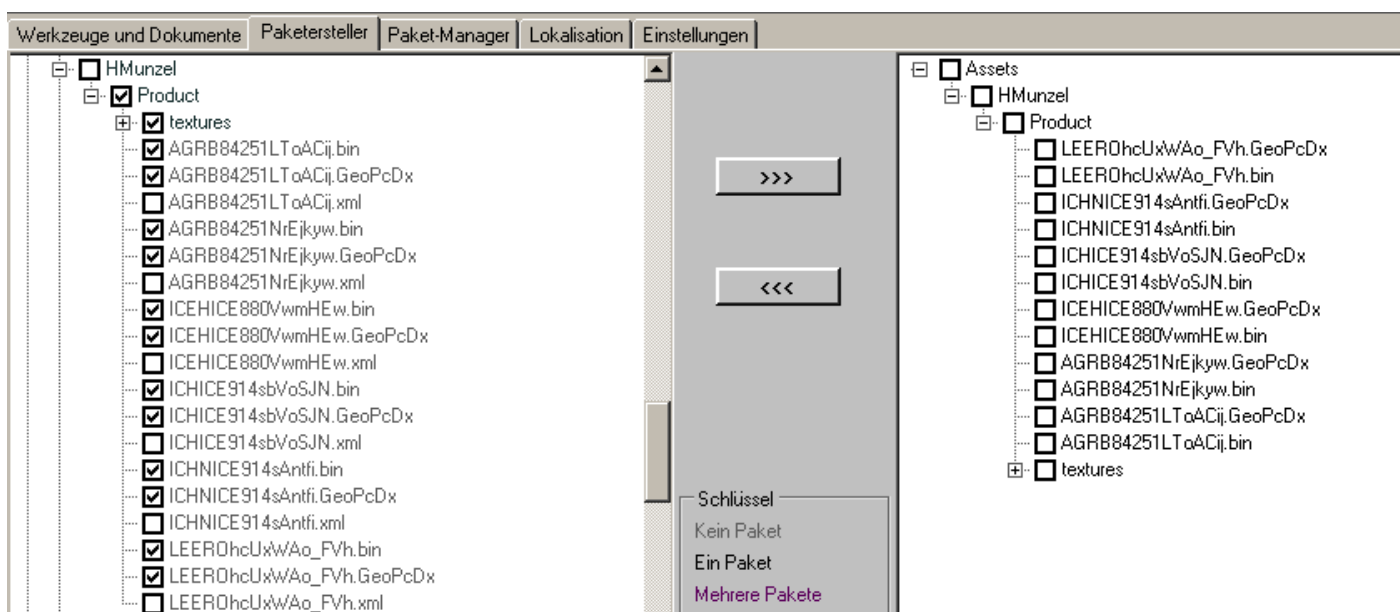 Werkzeuge und Dokumente Paketersteller Paket-Manager Lokalisation Einstellungen
HMunzel
Product
textures
AGRB84251LToACij.bin
AGRB84251LToACij.GeoPcDx
AGRB84251LToACij.xml
AGRB84251NrEjkyw.bin
AGRB84251NrEjkyw.GeoPcDx
AGRB84251NrEjkyw.xml
ICEHICE880VwmHEw.bin
ICEHICE880VwmHEw.GeoPcDx
ICEHICE880VwmHEw.xml
ICHICE914sbVoSJN.bin
ICHICE914sbVoSJN.GeoPcDx
ICHICE914sbVoSJN.xml
ICHNICE914sAntfi.bin
ICHNICE914sAntfi.GeoPcDx
ICHNICE914sAntfi.xml
LEEROhcUxWAo_FVh.bin
LEEROhcUxWAo_FVh.GeoPcDx
LEEROhcUxWAo_FVh.xml
>>>
<<<
Schlüssel
Kein Paket
Ein Paket
Mehrere Pakete
Assets
HMunzel
Product
LEEROhcUxWAo_FVh.GeoPcDx
LEEROhcUxWAo_FVh.bin
ICHNICE914sAntfi.GeoPcDx
ICHNICE914sAntfi.bin
ICHICE914sbVoSJN.GeoPcDx
ICHICE914sbVoSJN.bin
ICEHICE880VwmHEw.GeoPcDx
ICEHICE880VwmHEw.bin
AGRB84251NrEjkyw.GeoPcDx
AGRB84251NrEjkyw.bin
AGRB84251LToACij.GeoPcDx
AGRB84251LToACij.bin
textures